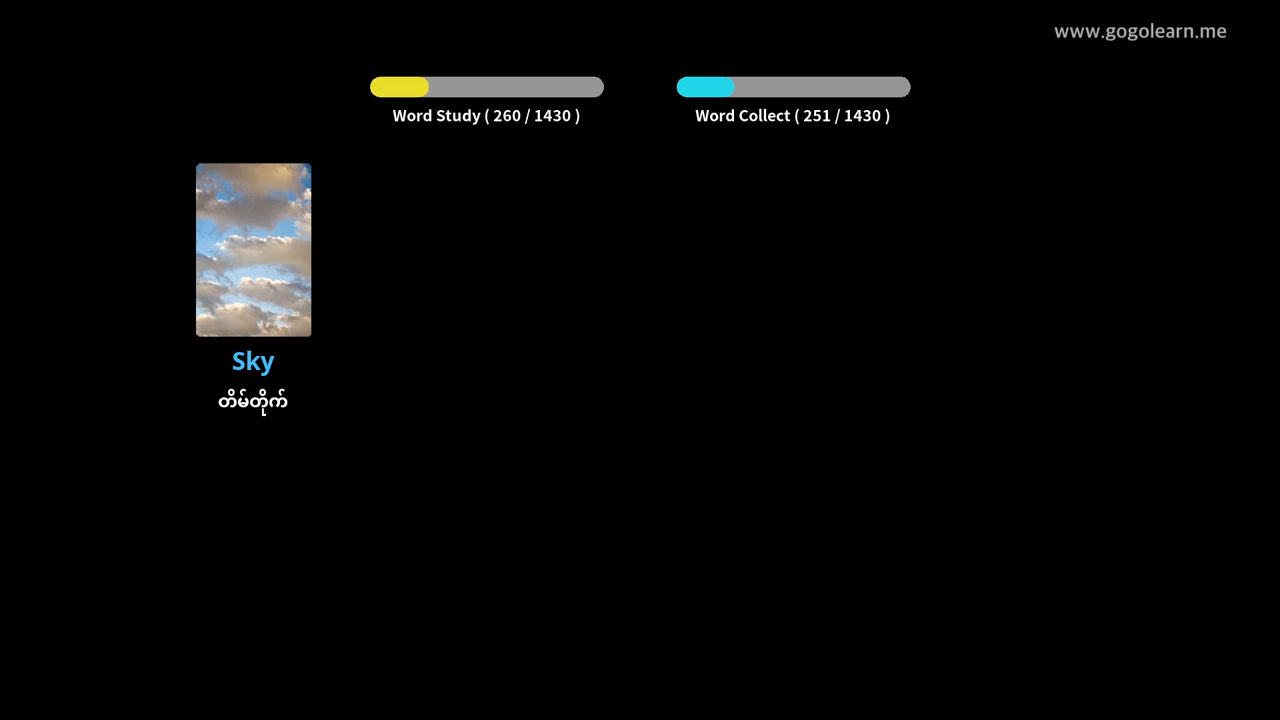 www.gogolearn.me
Word Study ( 260 / 1430 )
Word Collect ( 251 / 1430 )
Sky
တိမ်တိုက်